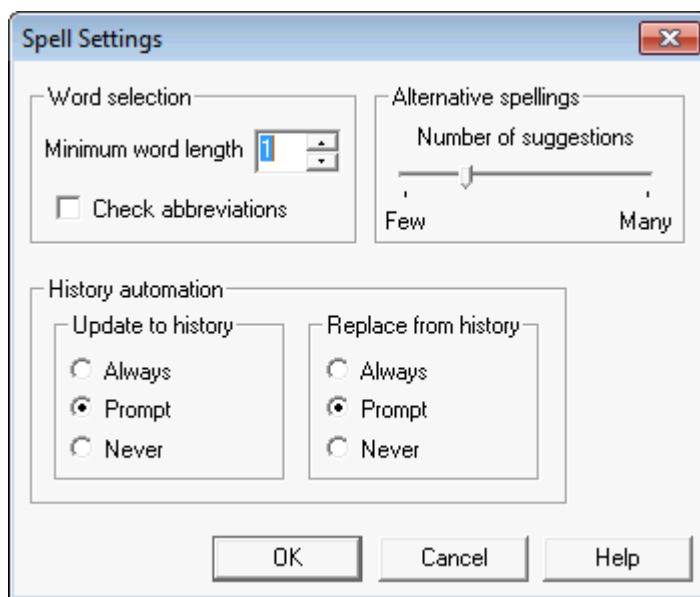 Spell Settings
Word selection
Minimum word length 1
Check abbreviations
Alternative spellings
Number of suggestions
Few Many
History automation
Update to history
Always
Prompt
Never
Replace from history
Always
Prompt
Never
OK Cancel Help